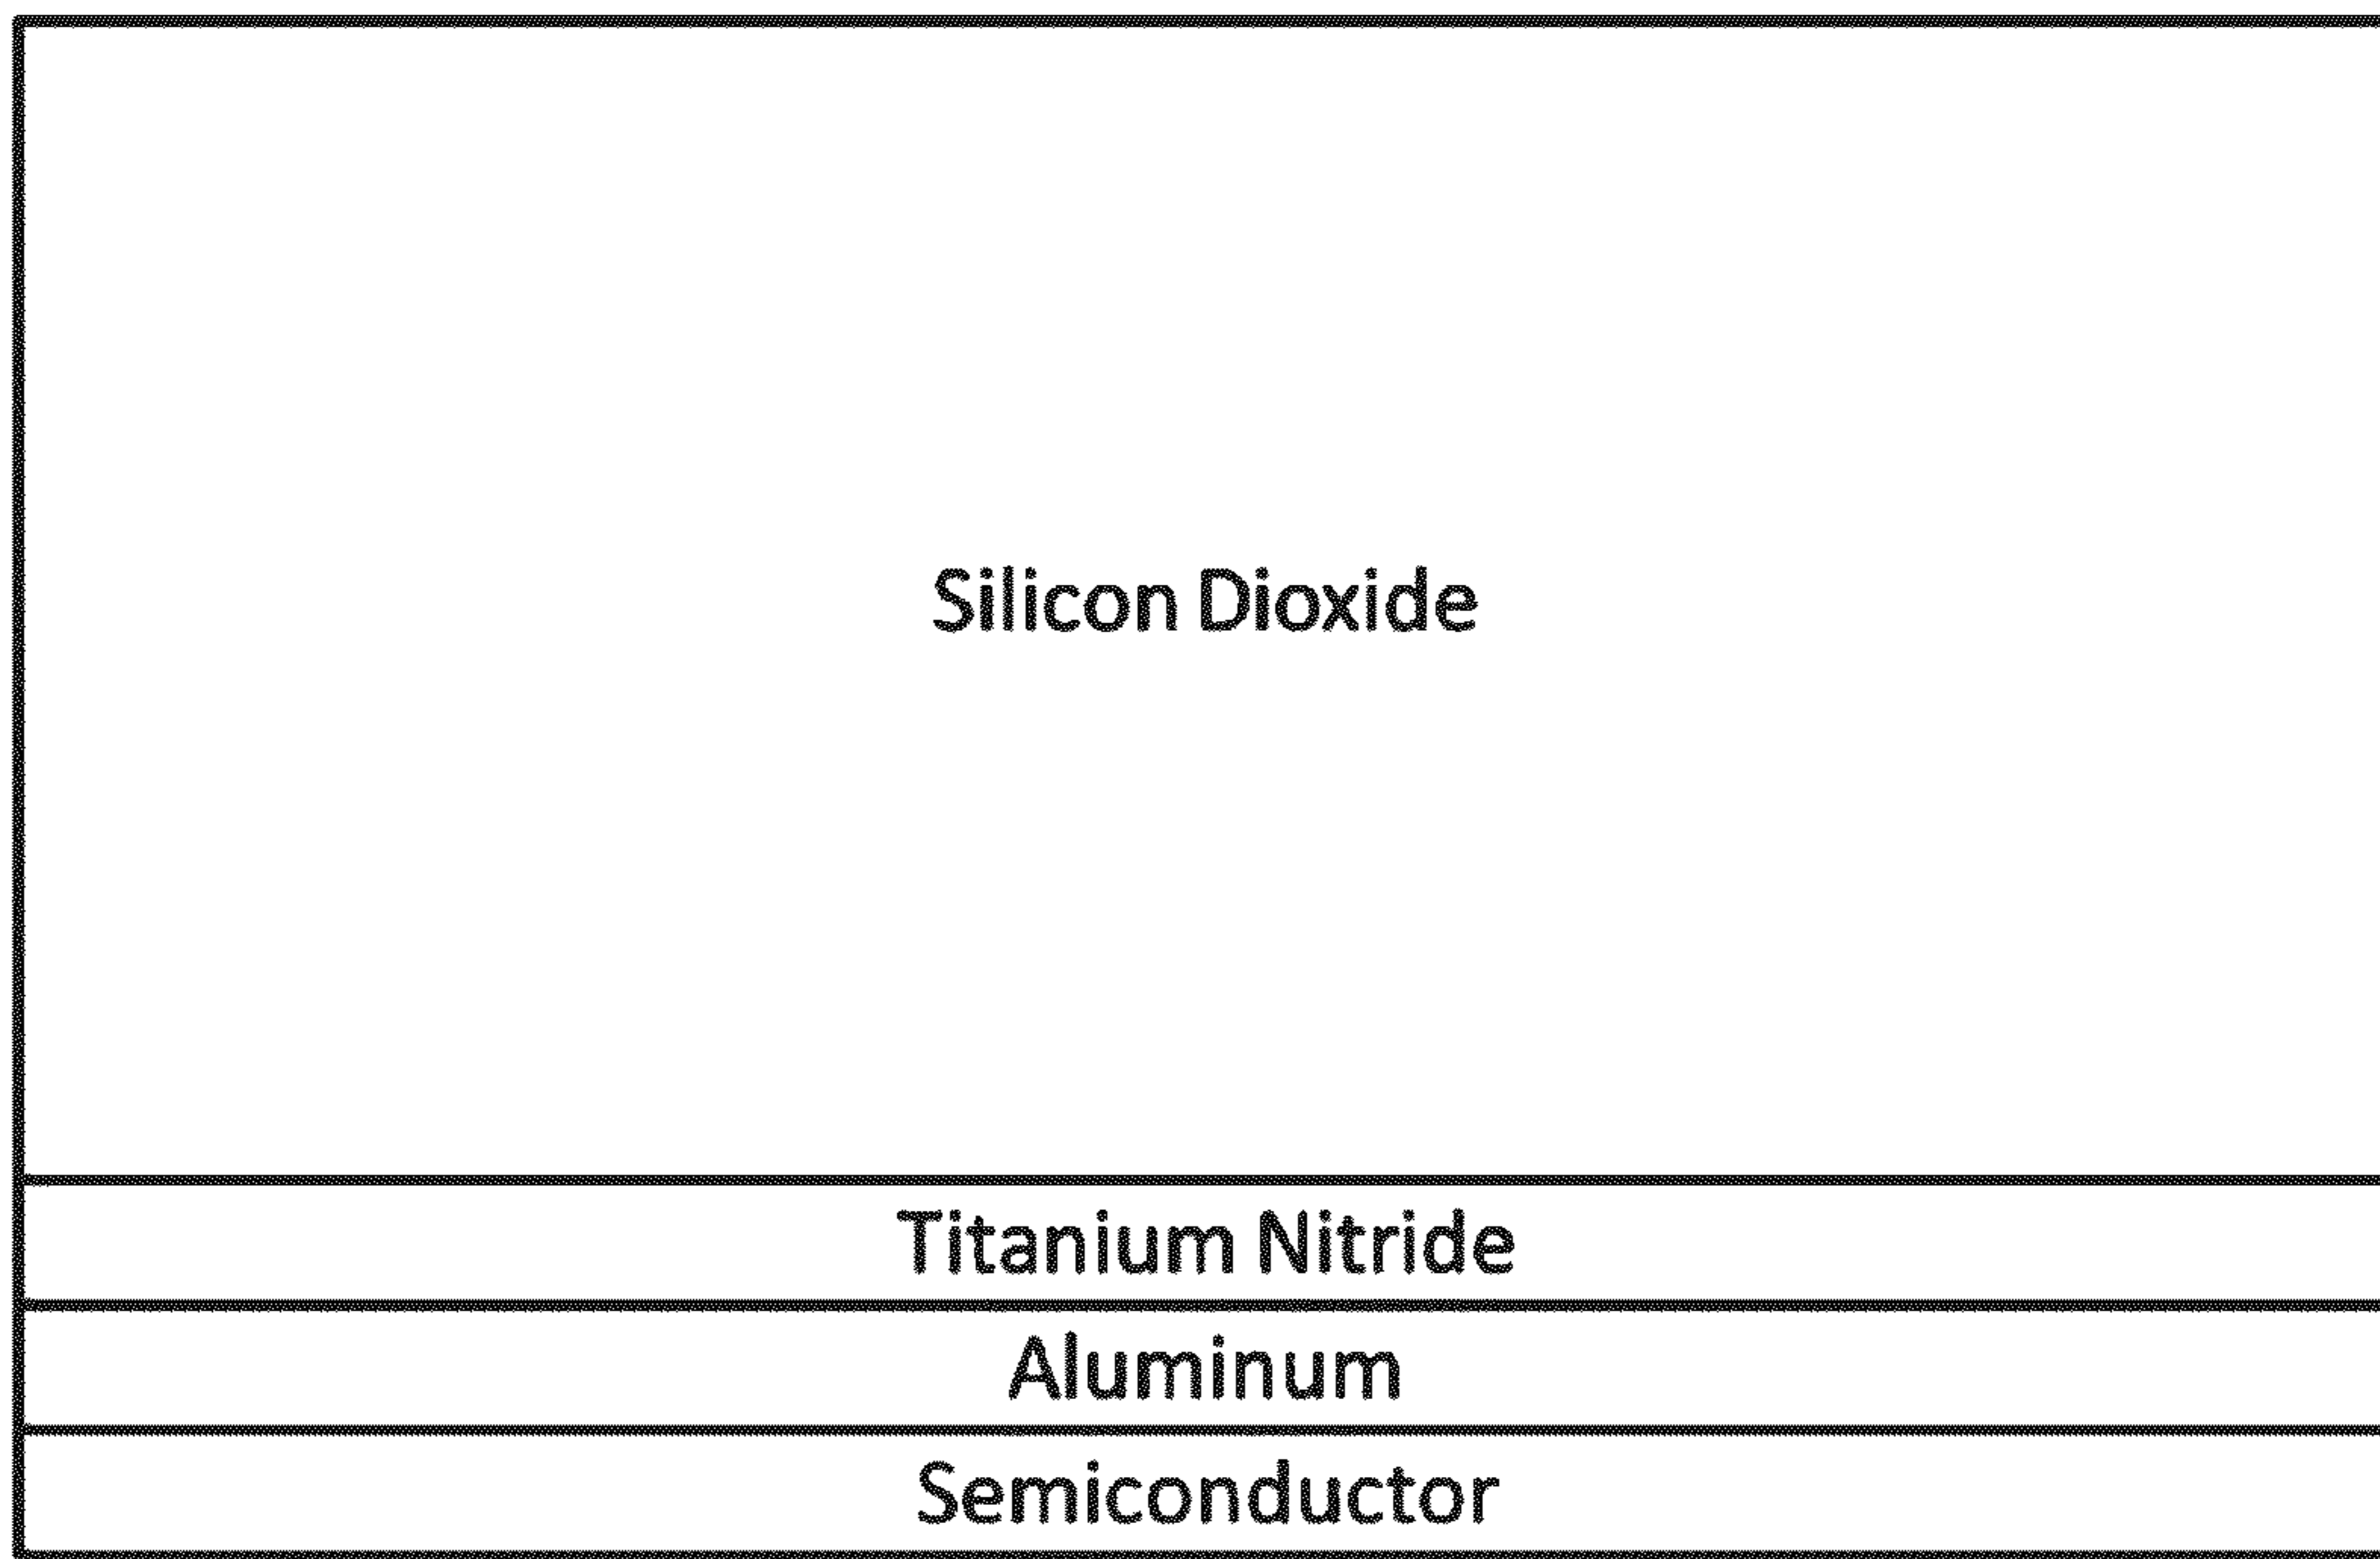 Silicon Dioxide
Titanium Nitride
Aluminum
Semiconductor